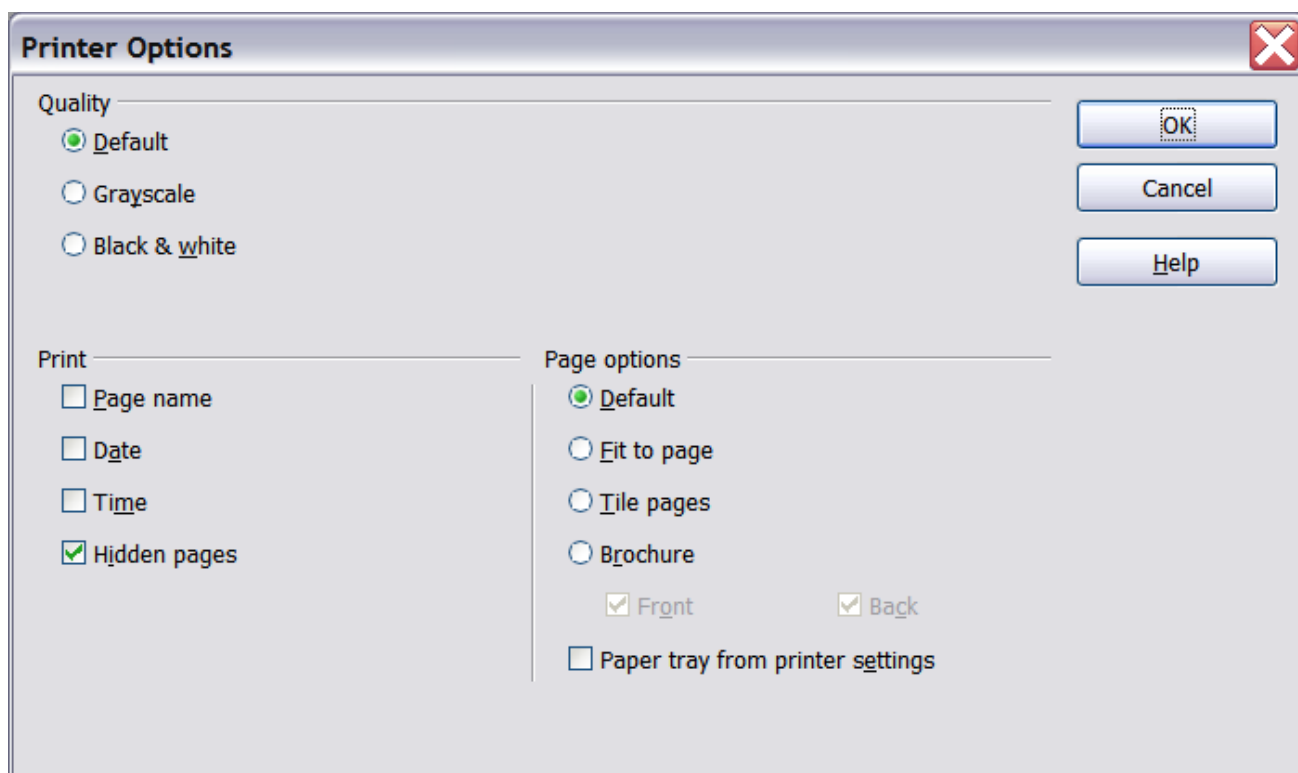 Printer Options
Quality
Default
Grayscale
Black & white
OK
Cancel
Help
Print
Page name
Date
Time
Hidden pages
Page options
Default
Fit to page
Tile pages
Brochure
Front Back
Paper tray from printer settings